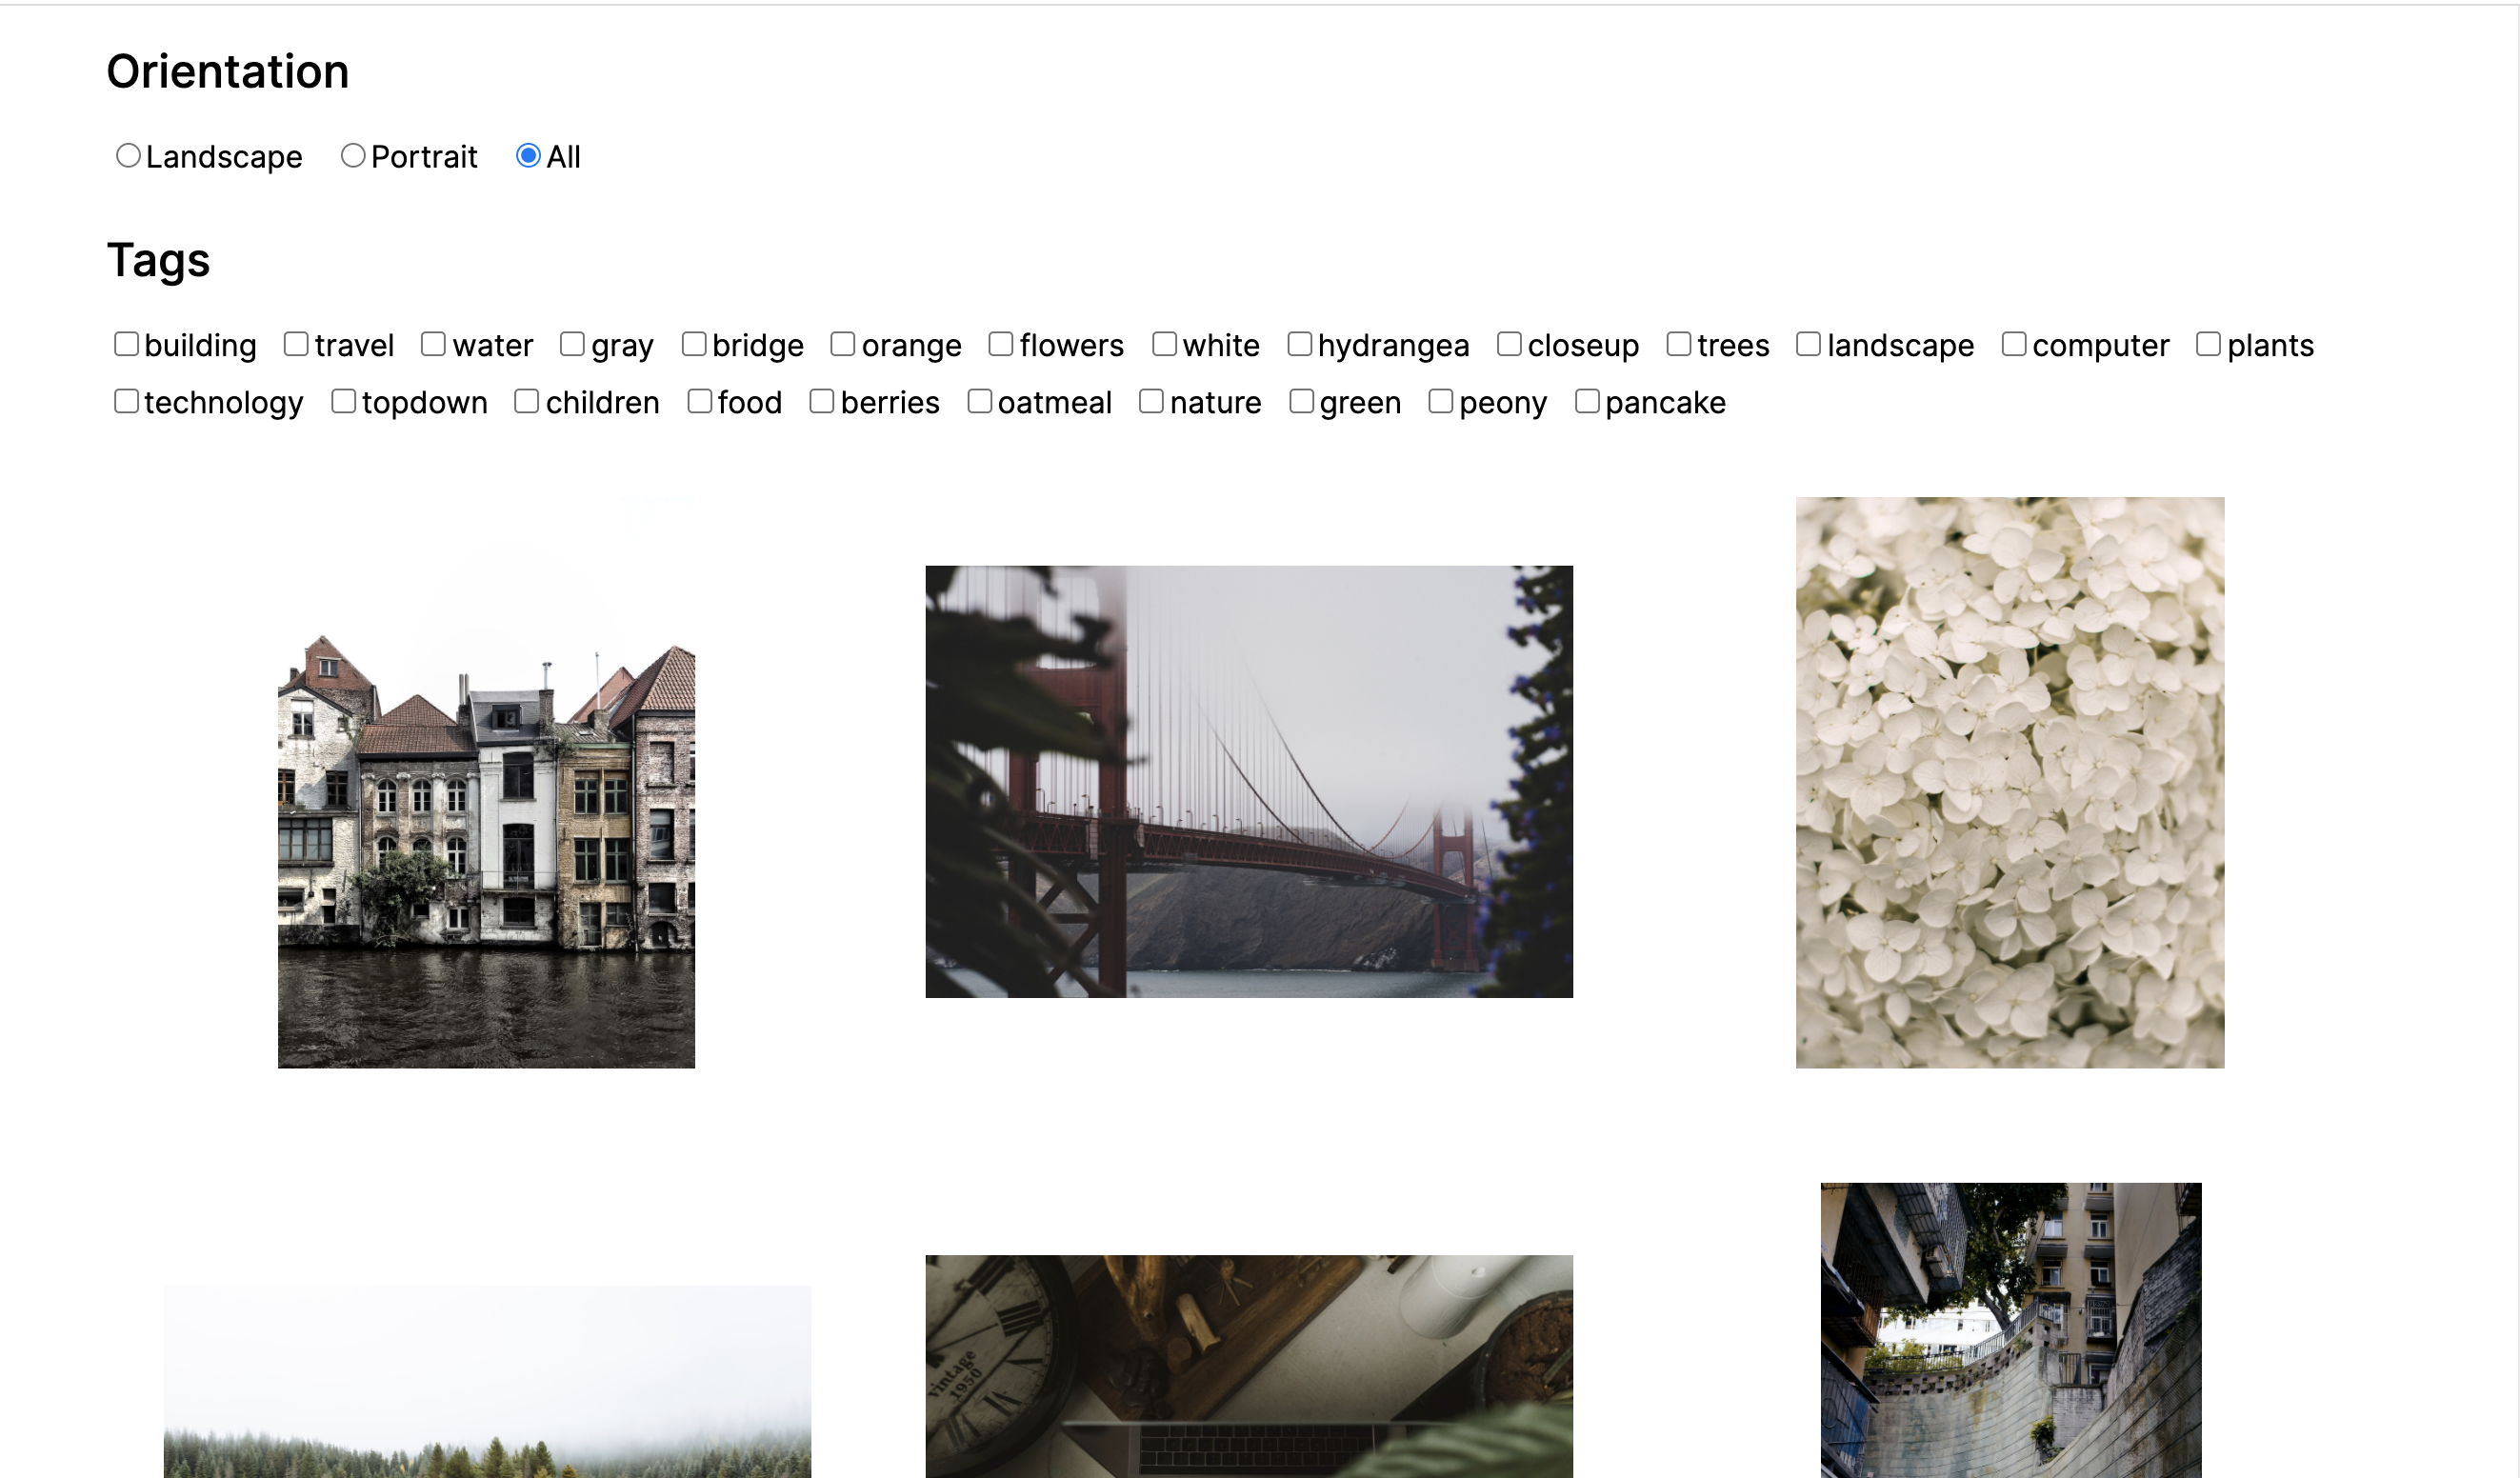 Orientation
Landscape Portrait All
Tags
building travel water gray bridge orange flowers white hydrangea closeup trees landscape computer plants
technology topdown children food berries oatmeal nature green peony pancake
vintage
1950